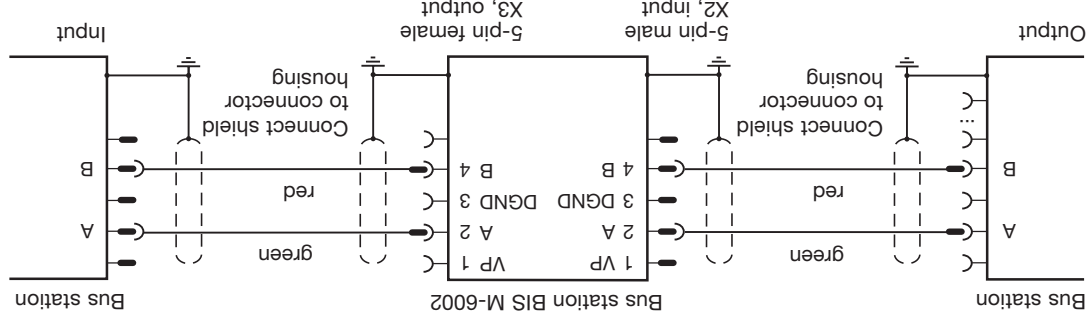 Bus station
Bus station BIS M-6002
Bus station
1 VP
VP 1
green
green
A
2 A
A 2
A
3 DGND
DGND 3
red
red
B
4 B
B 4
B
...
Connect shield
to connector
housing
Connect shield
to connector
housing
Output
5-pin male
X2, input
5-pin female
X3, output
Input